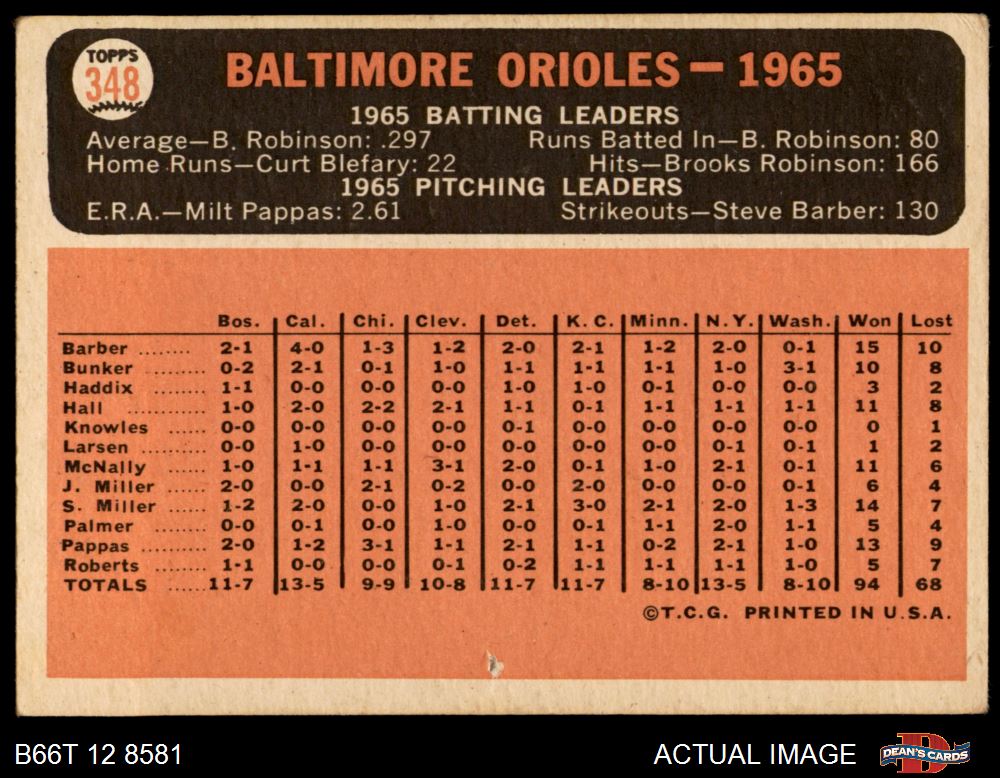 TOPPS
348
BALTIMORE ORIOLES — 1965
1965 BATTING LEADERS
Average—B. Robinson: .297 Runs Batted In—B. Robinson: 80
Home Runs—Curt Blefary: 22 Hits—Brooks Robinson: 166
1965 PITCHING LEADERS
E.R.A.—Milt Pappas: 2.61 Strikeouts—Steve Barber: 130
Bos. Cal. Chi. Clev. Det. K. C. Minn. N.Y. Wash. Won Lost
Barber ........ 2-1 4-0 1-3 1-2 2-0 2-1 1-2 2-0 0-1 15 10
Bunker ......... 0-2 2-1 0-1 1-0 1-1 1-1 1-1 1-0 3-1 10 8
Haddix ........ 1-1 0-0 0-0 0-0 1-0 1-0 0-1 0-0 0-0 3 2
Hall ............ 1-0 2-0 2-2 2-1 1-1 0-1 1-1 1-1 1-1 11 8
Knowles ...... 0-0 0-0 0-0 0-0 0-1 0-0 0-0 0-0 0-0 0 1
Larsen ........ 0-0 1-0 0-0 0-0 0-0 0-0 0-0 0-1 0-1 1 2
McNally ...... 1-0 1-1 1-1 3-1 2-0 0-1 1-0 2-1 0-1 11 6
J. Miller ...... 2-0 0-0 2-1 0-2 0-0 2-0 0-0 0-0 0-1 6 4
S. Miller ...... 1-2 2-0 0-0 1-0 2-1 3-0 2-1 2-0 1-3 14 7
Palmer ........ 0-0 0-1 0-0 1-0 0-0 0-1 1-1 2-0 1-1 5 4
Pappas ......... 2-0 1-2 3-1 1-1 2-1 1-1 0-2 2-1 1-0 13 9
Roberts ........ 1-1 0-0 0-0 0-1 0-2 1-1 1-1 1-1 1-0 5 7
TOTALS ...... 11-7 13-5 9-9 10-8 11-7 11-7 8-10 13-5 8-10 94 68
©T.C.G. PRINTED IN U.S.A.
B66T 12 8581 ACTUAL IMAGE DEAN'S CARDS